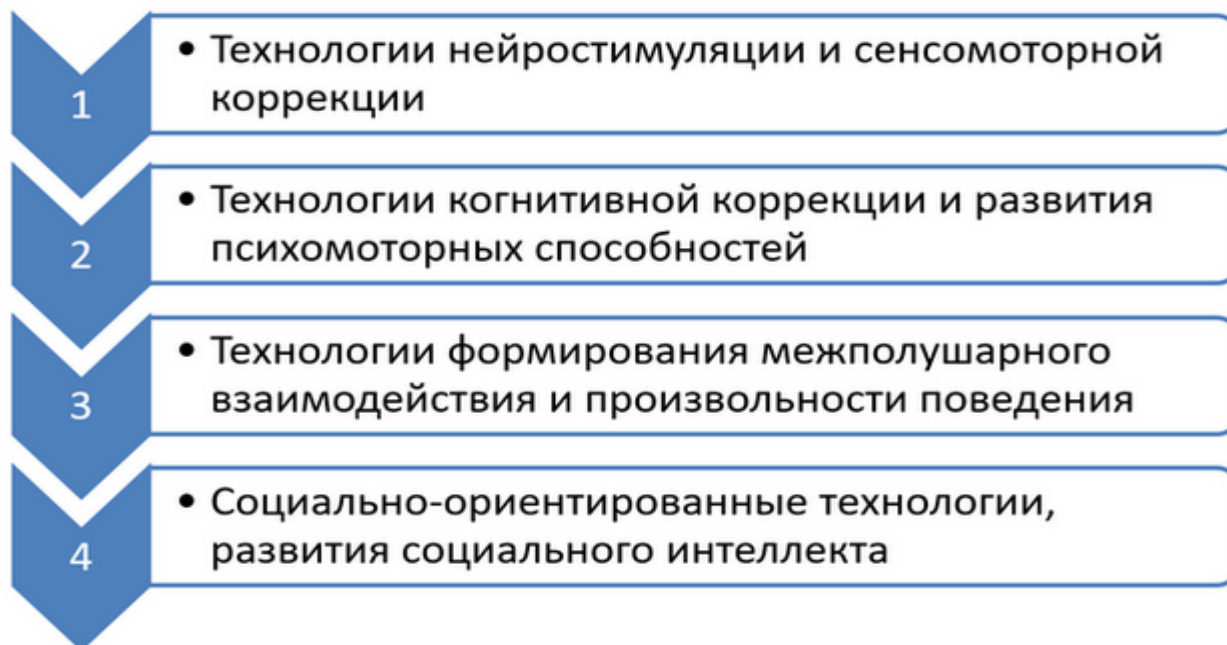 1
• Технологии нейростимуляции и сенсомоторной
коррекции
2
• Технологии когнитивной коррекции и развития
психомоторных способностей
3
• Технологии формирования межполушарного
взаимодействия и произвольности поведения
4
• Социально-ориентированные технологии,
развития социального интеллекта